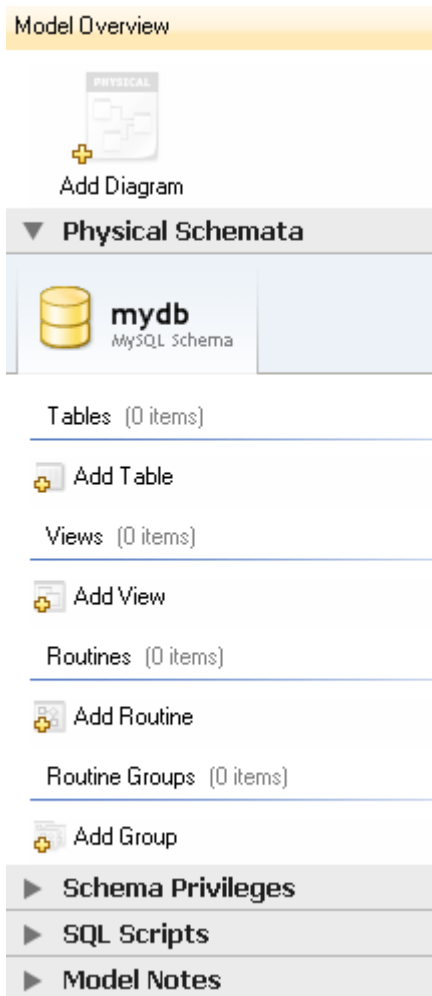 Model Overview
PHYSICAL
Add Diagram
Physical Schemata
mydb
MySQL Schema
Tables (0 items)
Add Table
Views (0 items)
Add View
Routines (0 items)
Add Routine
Routine Groups (0 items)
Add Group
Schema Privileges
SQL Scripts
Model Notes